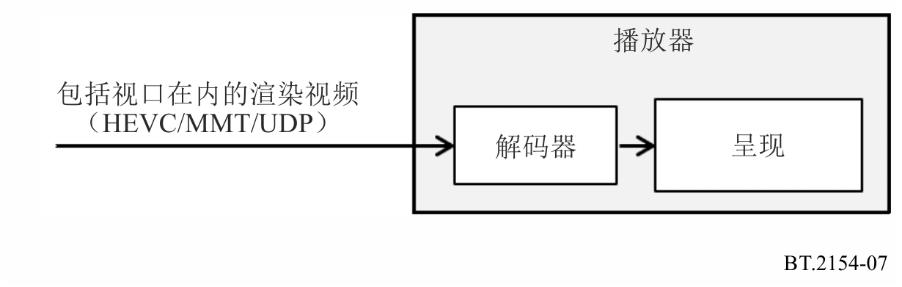 播放器
包括视口在内的渲染视频
（HEVC/MMT/UDP）
解码器
呈现
BT.2154-07